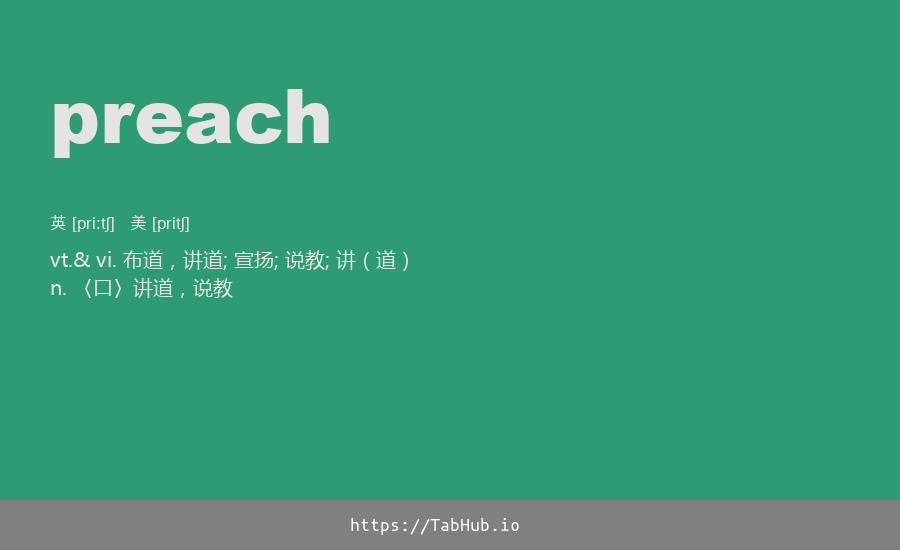 preach
英 [pri:tʃ] 美 [pritʃ]
vt.& vi. 布道，讲道; 宣扬; 说教; 讲（道）
n. 〈口〉讲道，说教
https://TabHub.io